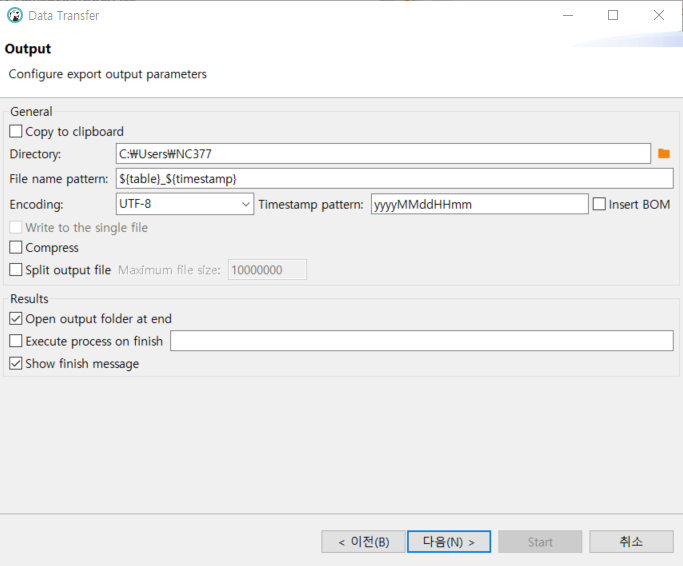 Data Transfer
Output
Configure export output parameters
General
Copy to clipboard
Directory: C:₩Users₩NC377
File name pattern: ${table}_${timestamp}
Encoding: UTF-8 Timestamp pattern: yyyyMMddHHmm Insert BOM
Write to the single file
Compress
Split output file Maximum file size: 10000000
Results
Open output folder at end
Execute process on finish
Show finish message
< 이전(B) 다음(N) > Start 취소